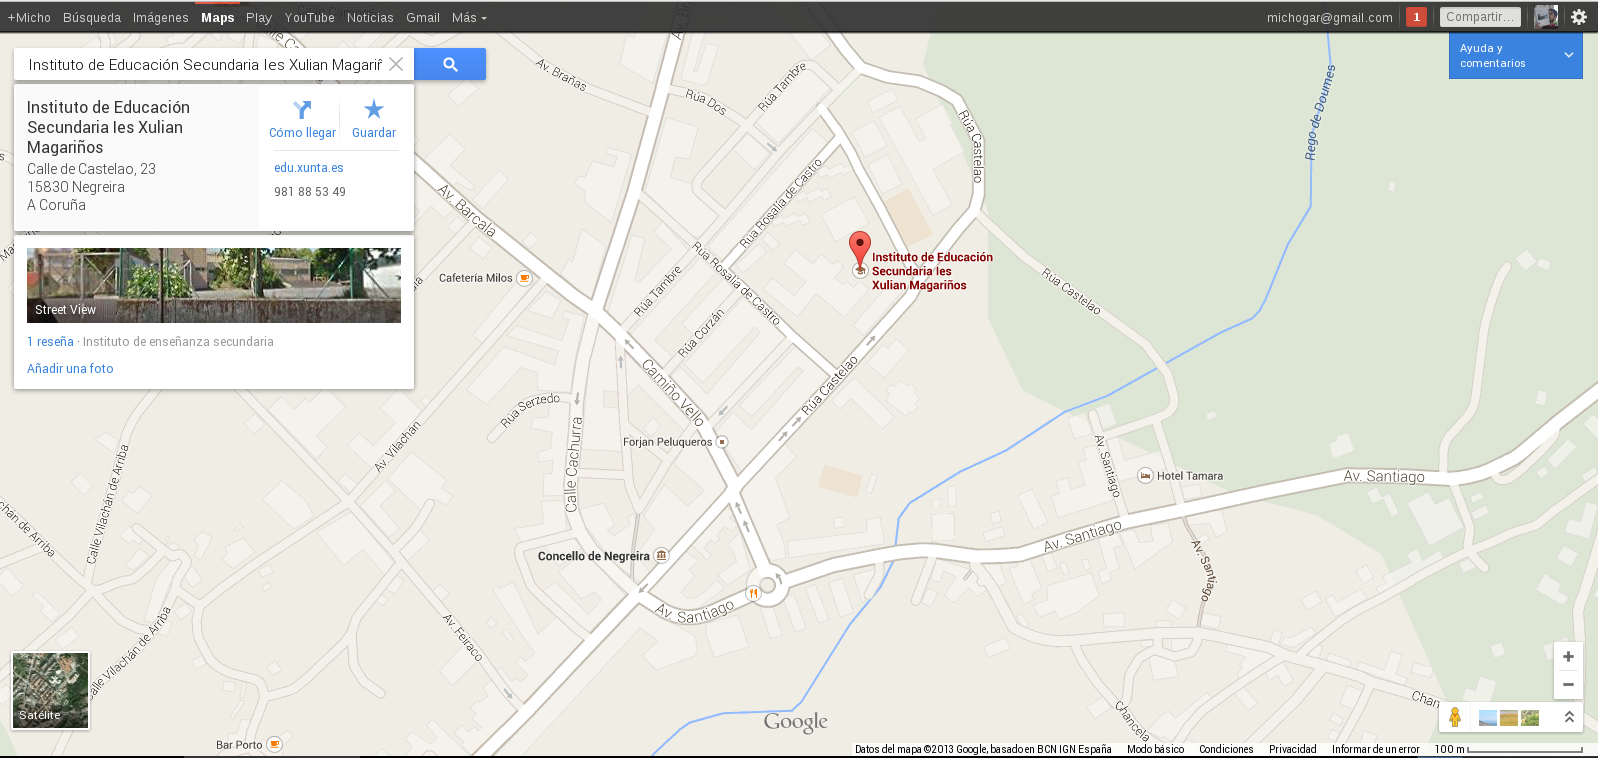 +Micho Búsqueda Imágenes Maps Play YouTube Noticias Gmail Más
michogar@gmail.com 1 Compartir...
Ayuda y
comentarios
Instituto de Educación Secundaria Ies Xulian Magariñ
Instituto de Educación
Secundaria Ies Xulian
Magariños
Calle de Castelao, 23
15830 Negreira
A Coruña
Cómo llegar
Guardar
edu.xunta.es
981 88 53 49
Street View
1 reseña · Instituto de enseñanza secundaria
Añadir una foto
Av. Brañas
Rúa Dos
Rúa Tambre
Rúa Castelao
Rego de Doumes
Av. Barcala
Rúa Rosalía de Castro
Rúa Rosalía de Castro
Instituto de Educación
Secundaria Ies
Xulian Magariños
Cafetería Milos
Rúa Tambre
Rúa Corzán
Rúa Castelao
Camiño Vello
Rúa Castelao
Rúa Serzedo
Av. Vilachán
Forjan Peluqueros
Calle Cachurra
Calle Vilachán de Arriba
chán de Arriba
Av. Santiago
Hotel Tamara
Av. Santiago
Av. Santiago
Av. Santiago
Concello de Negreira
Av. Santiago
Av. Feiraco
alle Vilachán de Arriba
Satélite
Bar Porto
Google
Chancela
Chan
Datos del mapa ©2013 Google, basado en BCN IGN España Modo básico Condiciones Privacidad Informar de un error 100 m